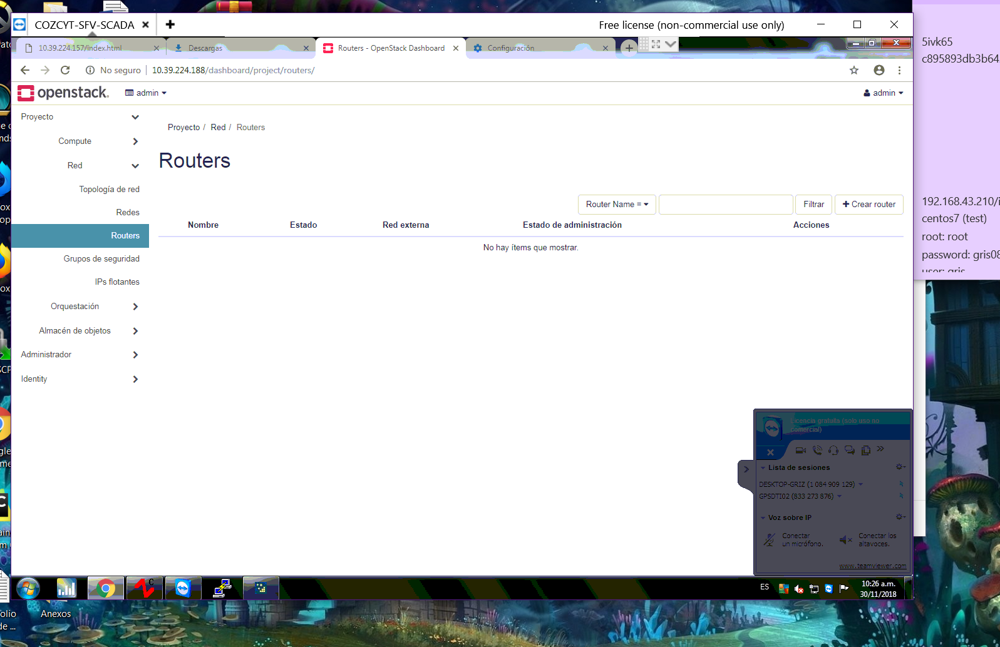 COZCYT-SFV-SCADA
Free license (non-commercial use only)
10.39.224.157/index.html
Descargas
Routers - OpenStack Dashboard
Configuración
No seguro
10.39.224.188/dashboard/project/routers/
openstack.
admin
admin
Proyecto
Compute
Red
Topología de red
Redes
Routers
Grupos de seguridad
IPs flotantes
Orquestación
Almacén de objetos
Administrador
Identity
Proyecto / Red / Routers
Routers
Router Name =
Filtrar
+ Crear router
Nombre Estado Red externa Estado de administración Acciones
No hay ítems que mostrar.
Licencia gratuita (solo uso no
comercial)
Lista de sesiones
DESKTOP-GRIZ (1 084 909 129)
GPSDTI02 (833 273 876)
Voz sobre IP
Conectar
un micrófono.
Conectar los
altavoces.
www.teamviewer.com
ES
10:26 a.m.
30/11/2018
5ivk65
c895893db3b64
192.168.43.210/i
centos7 (test)
root: root
password: gris08
user: gris
Anexos
olio
de ...